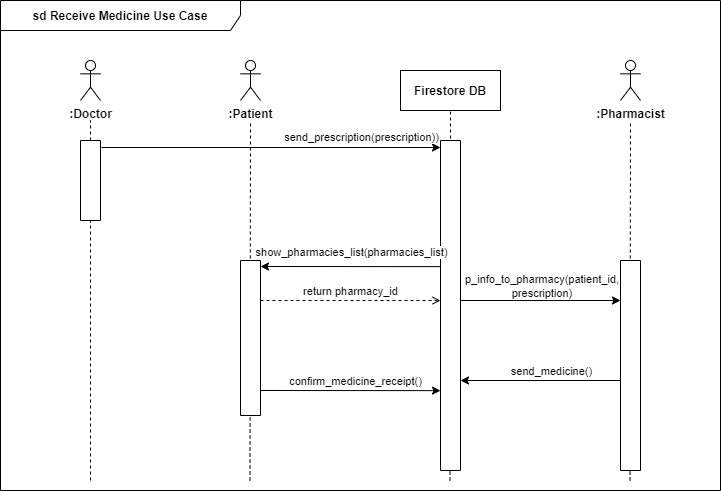 sd Receive Medicine Use Case
:Doctor
:Patient
Firestore DB
:Pharmacist
send_prescription(prescription))
show_pharmacies_list(pharmacies_list)
return pharmacy_id
p_info_to_pharmacy(patient_id,
prescription)
send_medicine()
confirm_medicine_receipt()